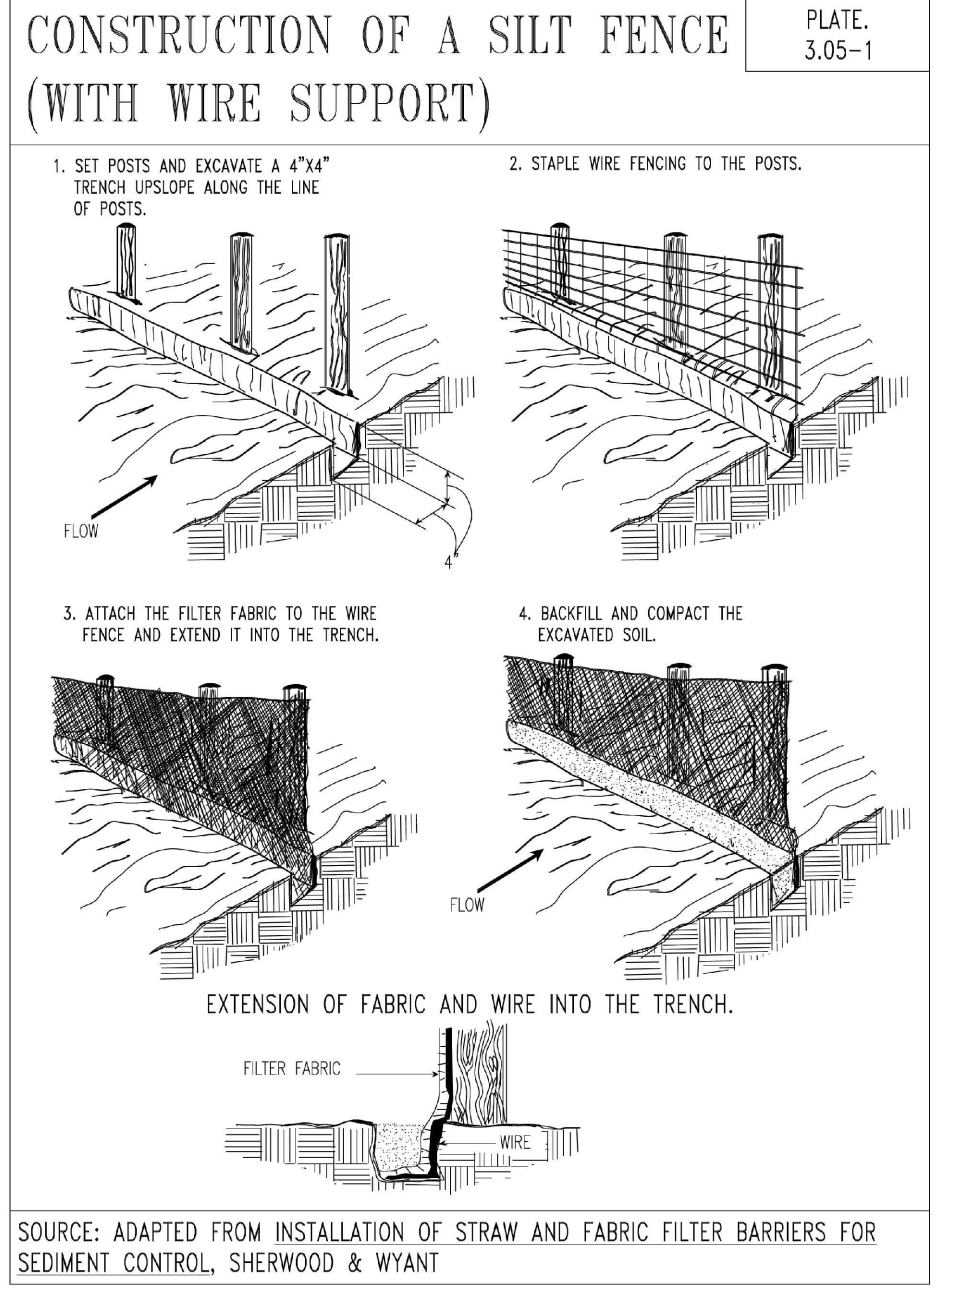 CONSTRUCTION OF A SILT FENCE
(WITH WIRE SUPPORT)
PLATE.
3.05-1
1. SET POSTS AND EXCAVATE A 4"X4"
TRENCH UPSLOPE ALONG THE LINE
OF POSTS.
2. STAPLE WIRE FENCING TO THE POSTS.
FLOW
4"
3. ATTACH THE FILTER FABRIC TO THE WIRE
FENCE AND EXTEND IT INTO THE TRENCH.
4. BACKFILL AND COMPACT THE
EXCAVATED SOIL.
FLOW
EXTENSION OF FABRIC AND WIRE INTO THE TRENCH.
FILTER FABRIC
WIRE
SOURCE: ADAPTED FROM INSTALLATION OF STRAW AND FABRIC FILTER BARRIERS FOR
SEDIMENT CONTROL, SHERWOOD & WYANT